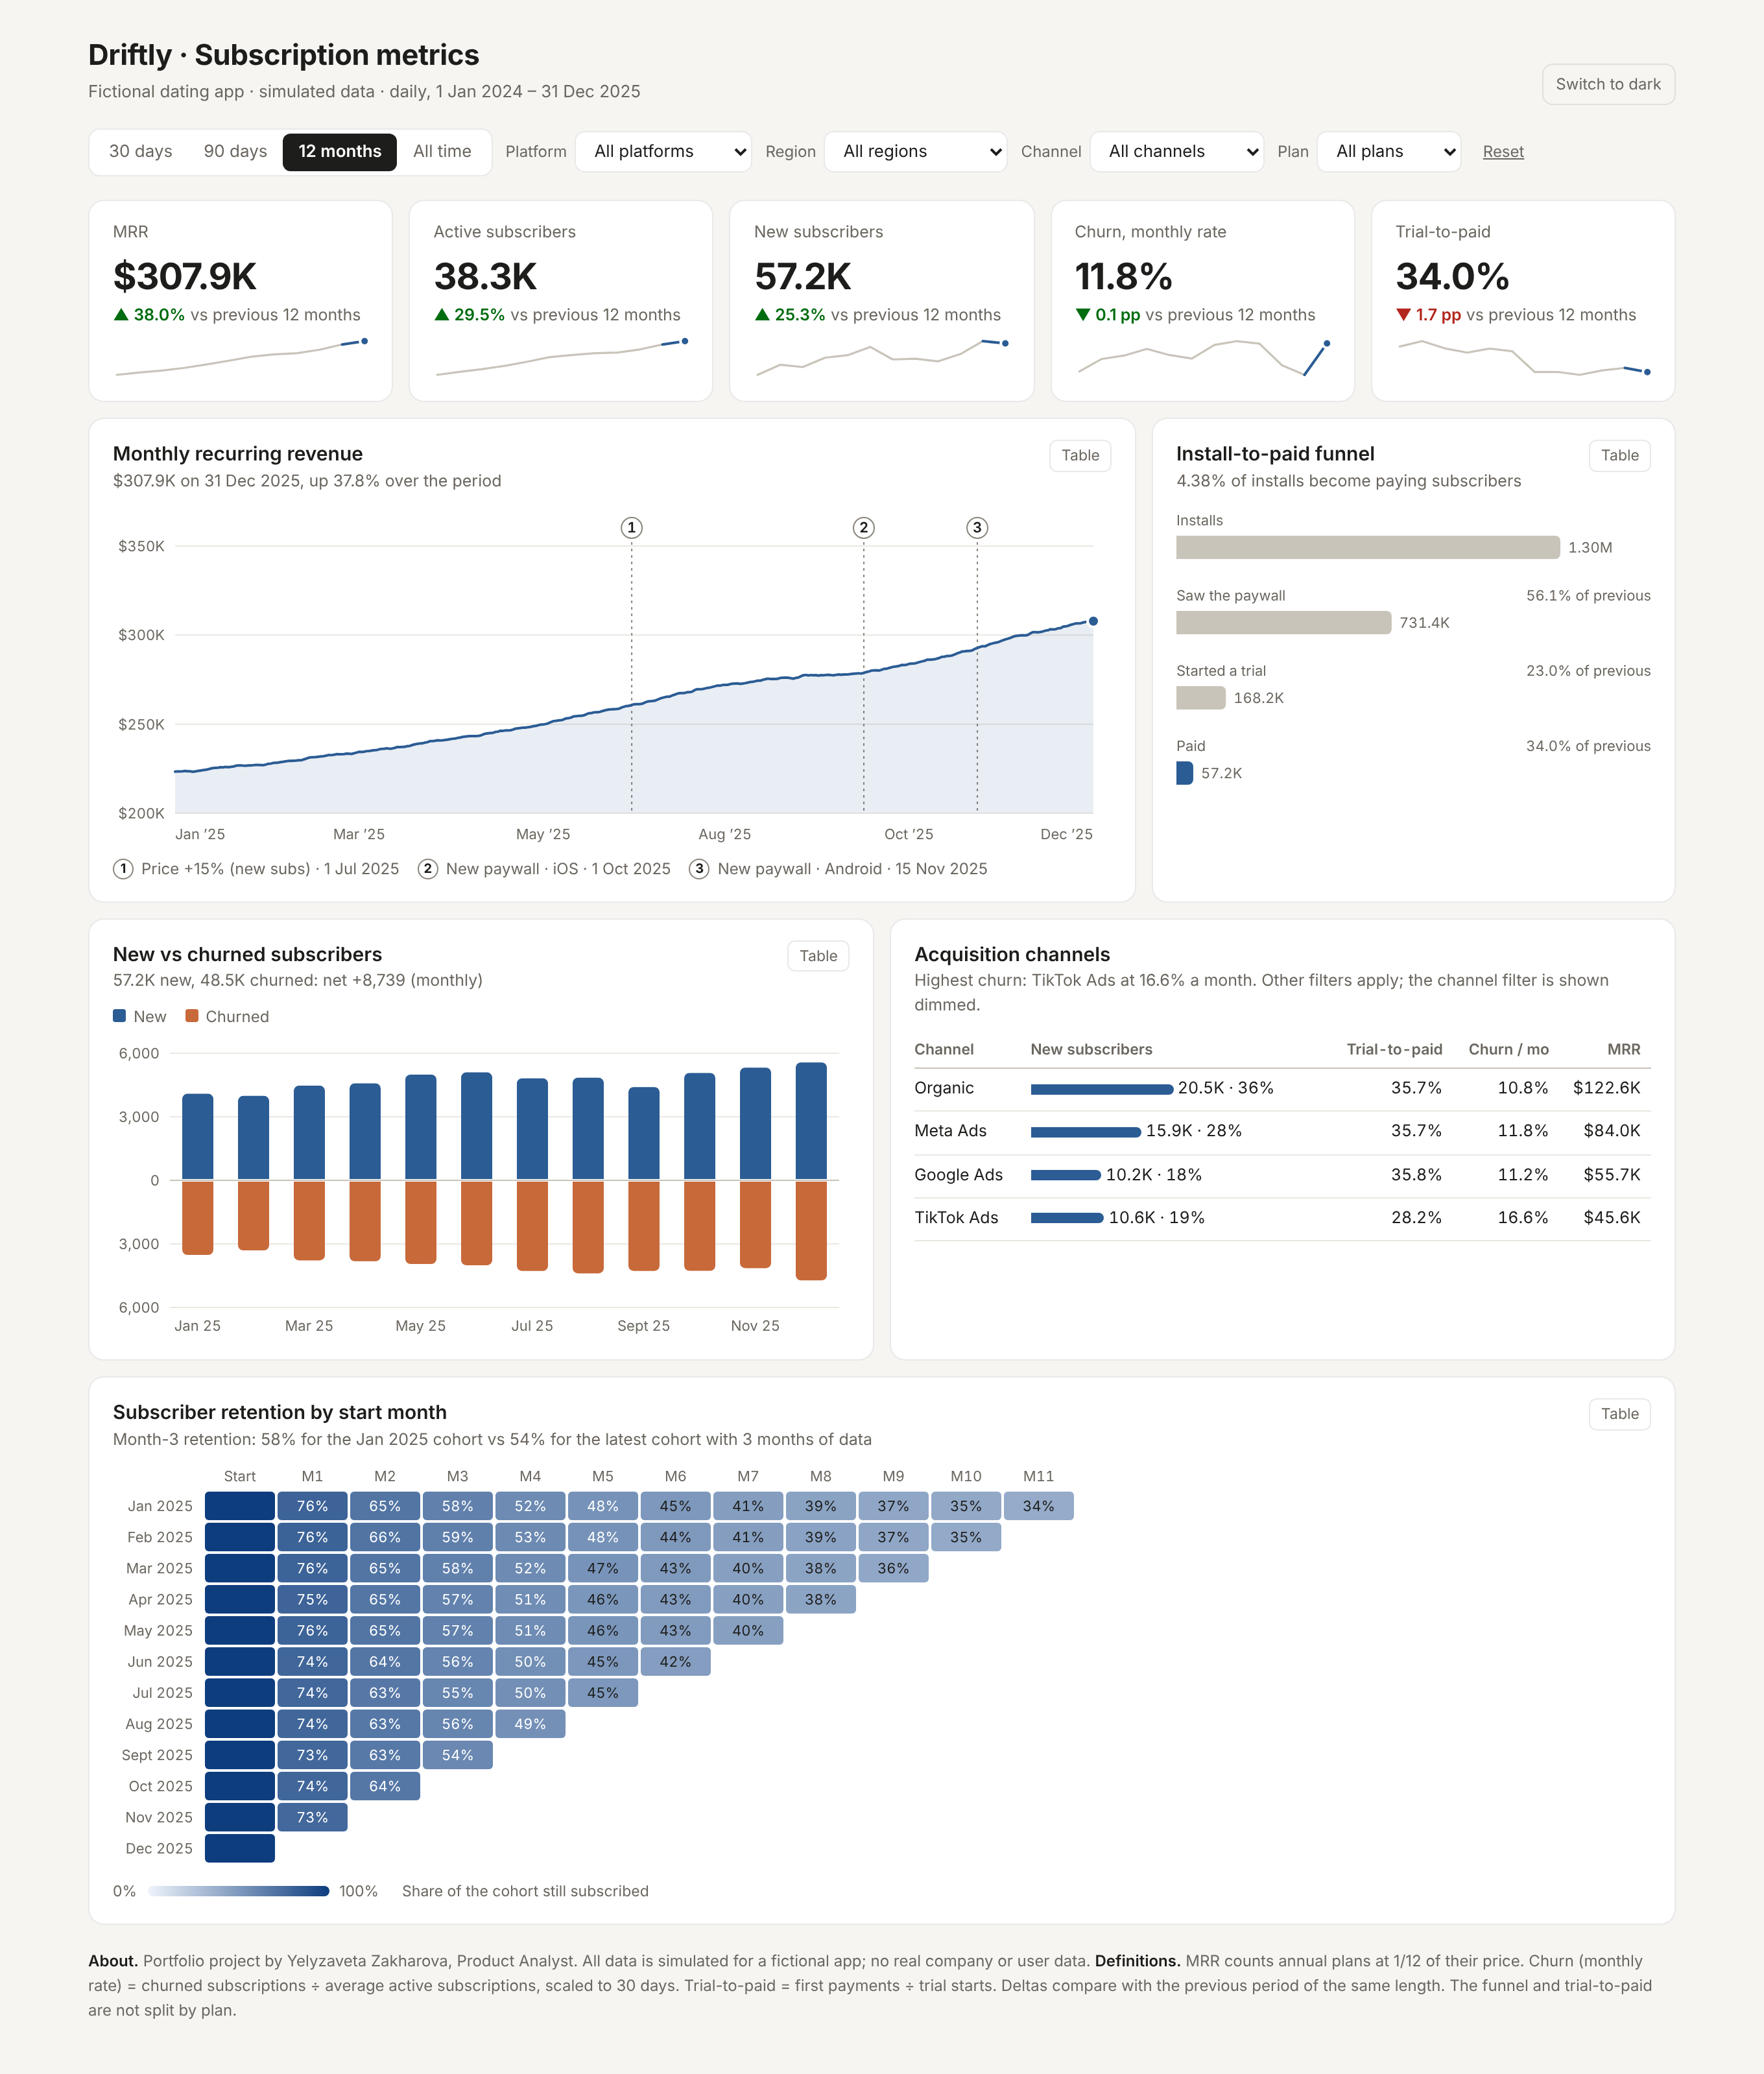 Driftly · Subscription metrics
Fictional dating app · simulated data · daily, 1 Jan 2024 – 31 Dec 2025
Switch to dark
30 days 90 days 12 months All time Platform All platforms Region All regions Channel All channels Plan All plans Reset
MRR
$307.9K
▲ 38.0% vs previous 12 months
Active subscribers
38.3K
▲ 29.5% vs previous 12 months
New subscribers
57.2K
▲ 25.3% vs previous 12 months
Churn, monthly rate
11.8%
▼ 0.1 pp vs previous 12 months
Trial-to-paid
34.0%
▼ 1.7 pp vs previous 12 months
Monthly recurring revenue
Table
$307.9K on 31 Dec 2025, up 37.8% over the period
1 2 3
$350K
$300K
$250K
$200K
Jan ’25 Mar ’25 May ’25 Aug ’25 Oct ’25 Dec ’25
1 Price +15% (new subs) · 1 Jul 2025 2 New paywall · iOS · 1 Oct 2025 3 New paywall · Android · 15 Nov 2025
Install-to-paid funnel
Table
4.38% of installs become paying subscribers
Installs
1.30M
Saw the paywall 56.1% of previous
731.4K
Started a trial 23.0% of previous
168.2K
Paid 34.0% of previous
57.2K
New vs churned subscribers
Table
57.2K new, 48.5K churned: net +8,739 (monthly)
New Churned
6,000
3,000
0
3,000
6,000
Jan 25 Mar 25 May 25 Jul 25 Sept 25 Nov 25
Acquisition channels
Highest churn: TikTok Ads at 16.6% a month. Other filters apply; the channel filter is shown
dimmed.
Channel New subscribers Trial-to-paid Churn / mo MRR
Organic 20.5K · 36% 35.7% 10.8% $122.6K
Meta Ads 15.9K · 28% 35.7% 11.8% $84.0K
Google Ads 10.2K · 18% 35.8% 11.2% $55.7K
TikTok Ads 10.6K · 19% 28.2% 16.6% $45.6K
Subscriber retention by start month
Table
Month-3 retention: 58% for the Jan 2025 cohort vs 54% for the latest cohort with 3 months of data
Start M1 M2 M3 M4 M5 M6 M7 M8 M9 M10 M11
Jan 2025 76% 65% 58% 52% 48% 45% 41% 39% 37% 35% 34%
Feb 2025 76% 66% 59% 53% 48% 44% 41% 39% 37% 35%
Mar 2025 76% 65% 58% 52% 47% 43% 40% 38% 36%
Apr 2025 75% 65% 57% 51% 46% 43% 40% 38%
May 2025 76% 65% 57% 51% 46% 43% 40%
Jun 2025 74% 64% 56% 50% 45% 42%
Jul 2025 74% 63% 55% 50% 45%
Aug 2025 74% 63% 56% 49%
Sept 2025 73% 63% 54%
Oct 2025 74% 64%
Nov 2025 73%
Dec 2025
0% 100% Share of the cohort still subscribed
About. Portfolio project by Yelyzaveta Zakharova, Product Analyst. All data is simulated for a fictional app; no real company or user data. Definitions. MRR counts annual plans at 1/12 of their price. Churn (monthly
rate) = churned subscriptions ÷ average active subscriptions, scaled to 30 days. Trial-to-paid = first payments ÷ trial starts. Deltas compare with the previous period of the same length. The funnel and trial-to-paid
are not split by plan.